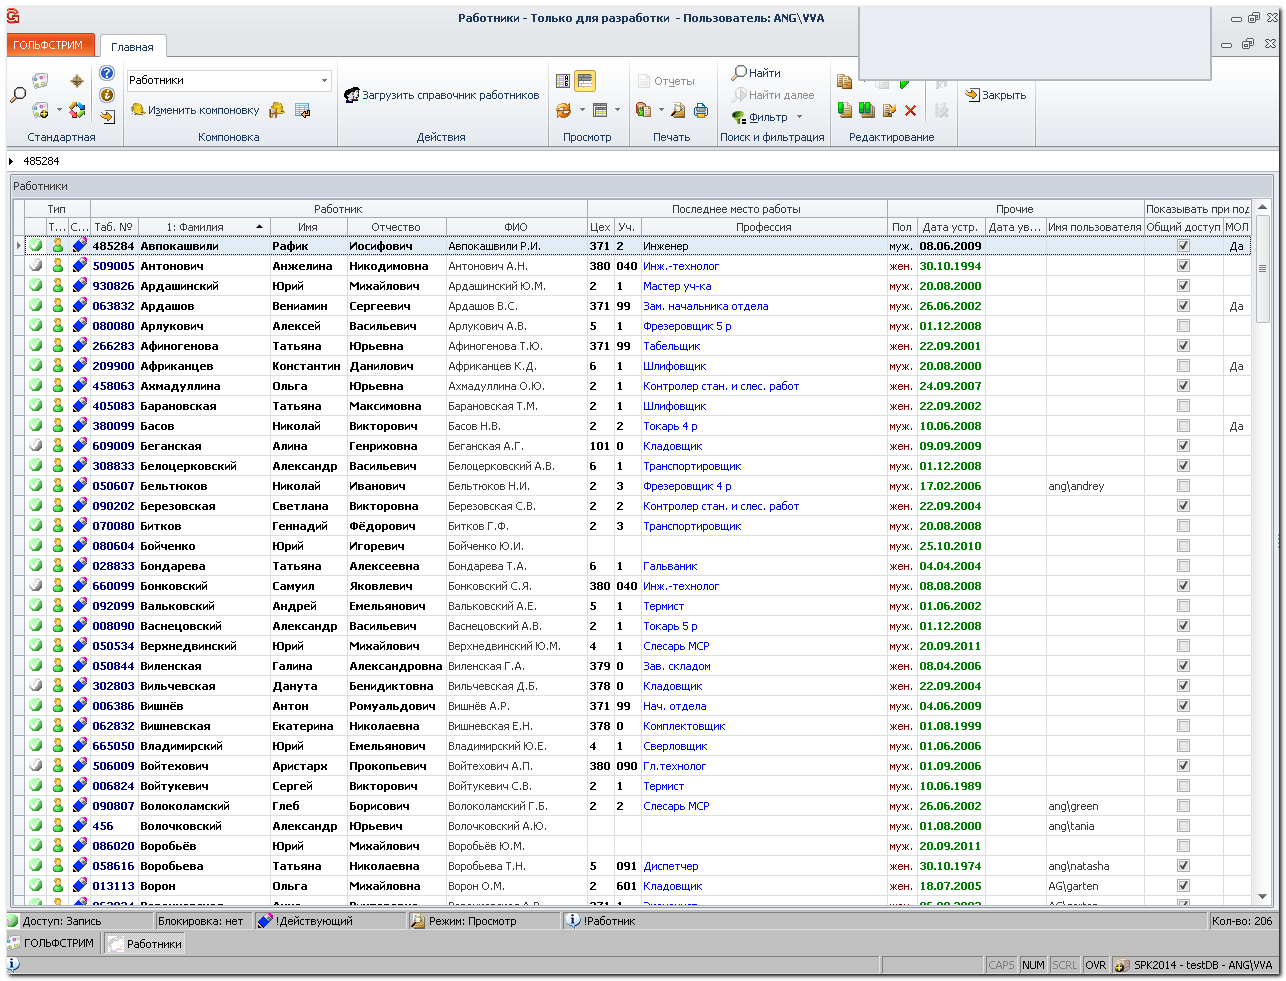 Работники - Только для разработки - Пользователь: ANG\VVA
ГОЛЬФСТРИМ Главная
Работники
Изменить компоновку
Загрузить справочник работников
Отчеты
Найти
Найти далее
Фильтр
Закрыть
Стандартная Компоновка Действия Просмотр Печать Поиск и фильтрация Редактирование
485284
Работники
Тип Работник Последнее место работы Прочие Показывать при под
Т... С... Таб. № 1: Фамилия Имя Отчество ФИО Цех Уч. Профессия Пол Дата устр. Дата ув... Имя пользователя Общий доступ МОЛ
485284 Авпокашвили Рафик Иосифович Авпокашвили Р.И. 371 2 Инженер муж. 08.06.2009 Да
509005 Антонович Анжелина Никодимовна Антонович А.Н. 380 040 Инж.-технолог жен. 30.10.1994
930826 Ардашинский Юрий Михайлович Ардашинский Ю.М. 2 1 Мастер уч-ка муж. 20.08.2000
063832 Ардашов Вениамин Сергеевич Ардашов В.С. 371 99 Зам. начальника отдела муж. 26.06.2002 Да
080080 Арлукович Алексей Васильевич Арлукович А.В. 5 1 Фрезеровщик 5 р муж. 01.12.2008
266283 Афиногенова Татьяна Юрьевна Афиногенова Т.Ю. 371 99 Табельщик жен. 22.09.2001
209900 Африканцев Константин Данилович Африканцев К.Д. 6 1 Шлифовщик муж. 20.08.2000 Да
458063 Ахмадуллина Ольга Юрьевна Ахмадуллина О.Ю. 2 1 Контролер стан. и слес. работ жен. 24.09.2007
405083 Барановская Татьяна Максимовна Барановская Т.М. 2 1 Шлифовщик жен. 22.09.2002
380099 Басов Николай Викторович Басов Н.В. 2 2 Токарь 4 р муж. 10.06.2008 Да
609009 Беганская Алина Генриховна Беганская А.Г. 101 0 Кладовщик жен. 09.09.2009
308833 Белоцерковский Александр Васильевич Белоцерковский А.В. 6 1 Транспортировщик муж. 01.12.2008
050607 Бельтюков Николай Иванович Бельтюков Н.И. 2 3 Фрезеровщик 4 р муж. 17.02.2006 ang\andrey
090202 Березовская Светлана Викторовна Березовская С.В. 2 2 Контролер стан. и слес. работ жен. 22.09.2004
070080 Битков Геннадий Фёдорович Битков Г.Ф. 2 3 Транспортировщик муж. 20.08.2008
080604 Бойченко Юрий Игоревич Бойченко Ю.И. муж. 25.10.2010
028833 Бондарева Татьяна Алексеевна Бондарева Т.А. 6 1 Гальваник жен. 04.04.2004
660099 Бонковский Самуил Яковлевич Бонковский С.Я. 380 040 Инж.-технолог муж. 08.08.2008
092099 Вальковский Андрей Емельянович Вальковский А.Е. 5 1 Термист муж. 01.06.2002
008090 Васнецовский Александр Васильевич Васнецовский А.В. 2 1 Токарь 5 р муж. 01.12.2008
050534 Верхнедвинский Юрий Михайлович Верхнедвинский Ю.М. 4 1 Слесарь МСР муж. 20.09.2011
050844 Виленская Галина Александровна Виленская Г.А. 379 0 Зав. складом жен. 08.04.2006
302803 Вильчевская Данута Бенидиктовна Вильчевская Д.Б. 378 0 Кладовщик жен. 22.09.2004
006386 Вишнёв Антон Ромуальдович Вишнёв А.Р. 371 99 Нач. отдела муж. 04.06.2009
062832 Вишневская Екатерина Николаевна Вишневская Е.Н. 378 0 Комплектовщик жен. 01.08.1999
665050 Владимирский Юрий Емельянович Владимирский Ю.Е. 4 1 Сверловщик муж. 01.06.2006
506009 Войтехович Аристарх Прокопьевич Войтехович А.П. 380 090 Гл.технолог муж. 01.09.2006
006824 Войтукевич Сергей Викторович Войтукевич С.В. 2 1 Термист муж. 10.06.1989
090807 Волоколамский Глеб Борисович Волоколамский Г.Б. 2 2 Слесарь МСР муж. 26.06.2002 ang\green
456 Волочковский Александр Юрьевич Волочковский А.Ю. муж. 01.08.2000 ang\tania
086020 Воробьёв Юрий Михайлович Воробьёв Ю.М. муж. 20.09.2011
058616 Воробьева Татьяна Николаевна Воробьева Т.Н. 5 091 Диспетчер жен. 30.10.1974 ang\natasha
013113 Ворон Ольга Михайловна Ворон О.М. 2 601 Кладовщик жен. 18.07.2005 AG\garten
Доступ: Запись Блокировка: нет !Действующий Режим: Просмотр !Работник Кол-во: 206
ГОЛЬФСТРИМ Работники
CAPS NUM SCRL OVR SPK2014 - testDB - ANG\VVA